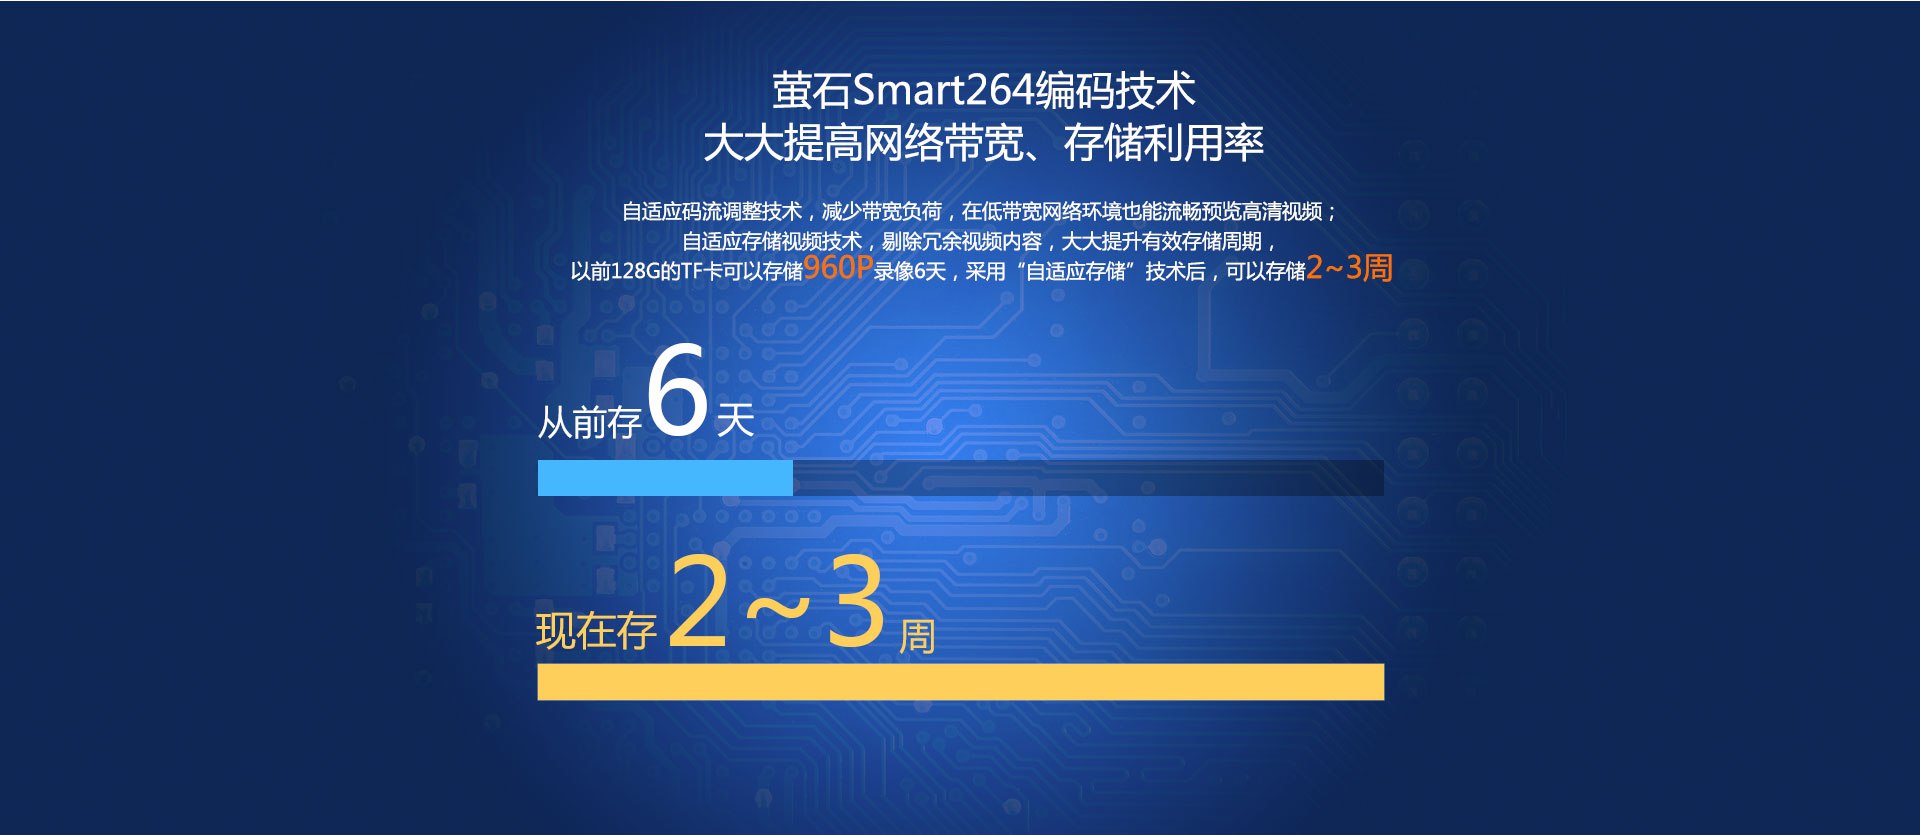 萤石Smart264编码技术
大大提高网络带宽、存储利用率
自适应码流调整技术，减少带宽负荷，在低带宽网络环境也能流畅预览高清视频；
自适应存储视频技术，剔除冗余视频内容，大大提升有效存储周期，
以前128G的TF卡可以存储960P录像6天，采用“自适应存储”技术后，可以存储2~3周
从前存6天
现在存2~3周